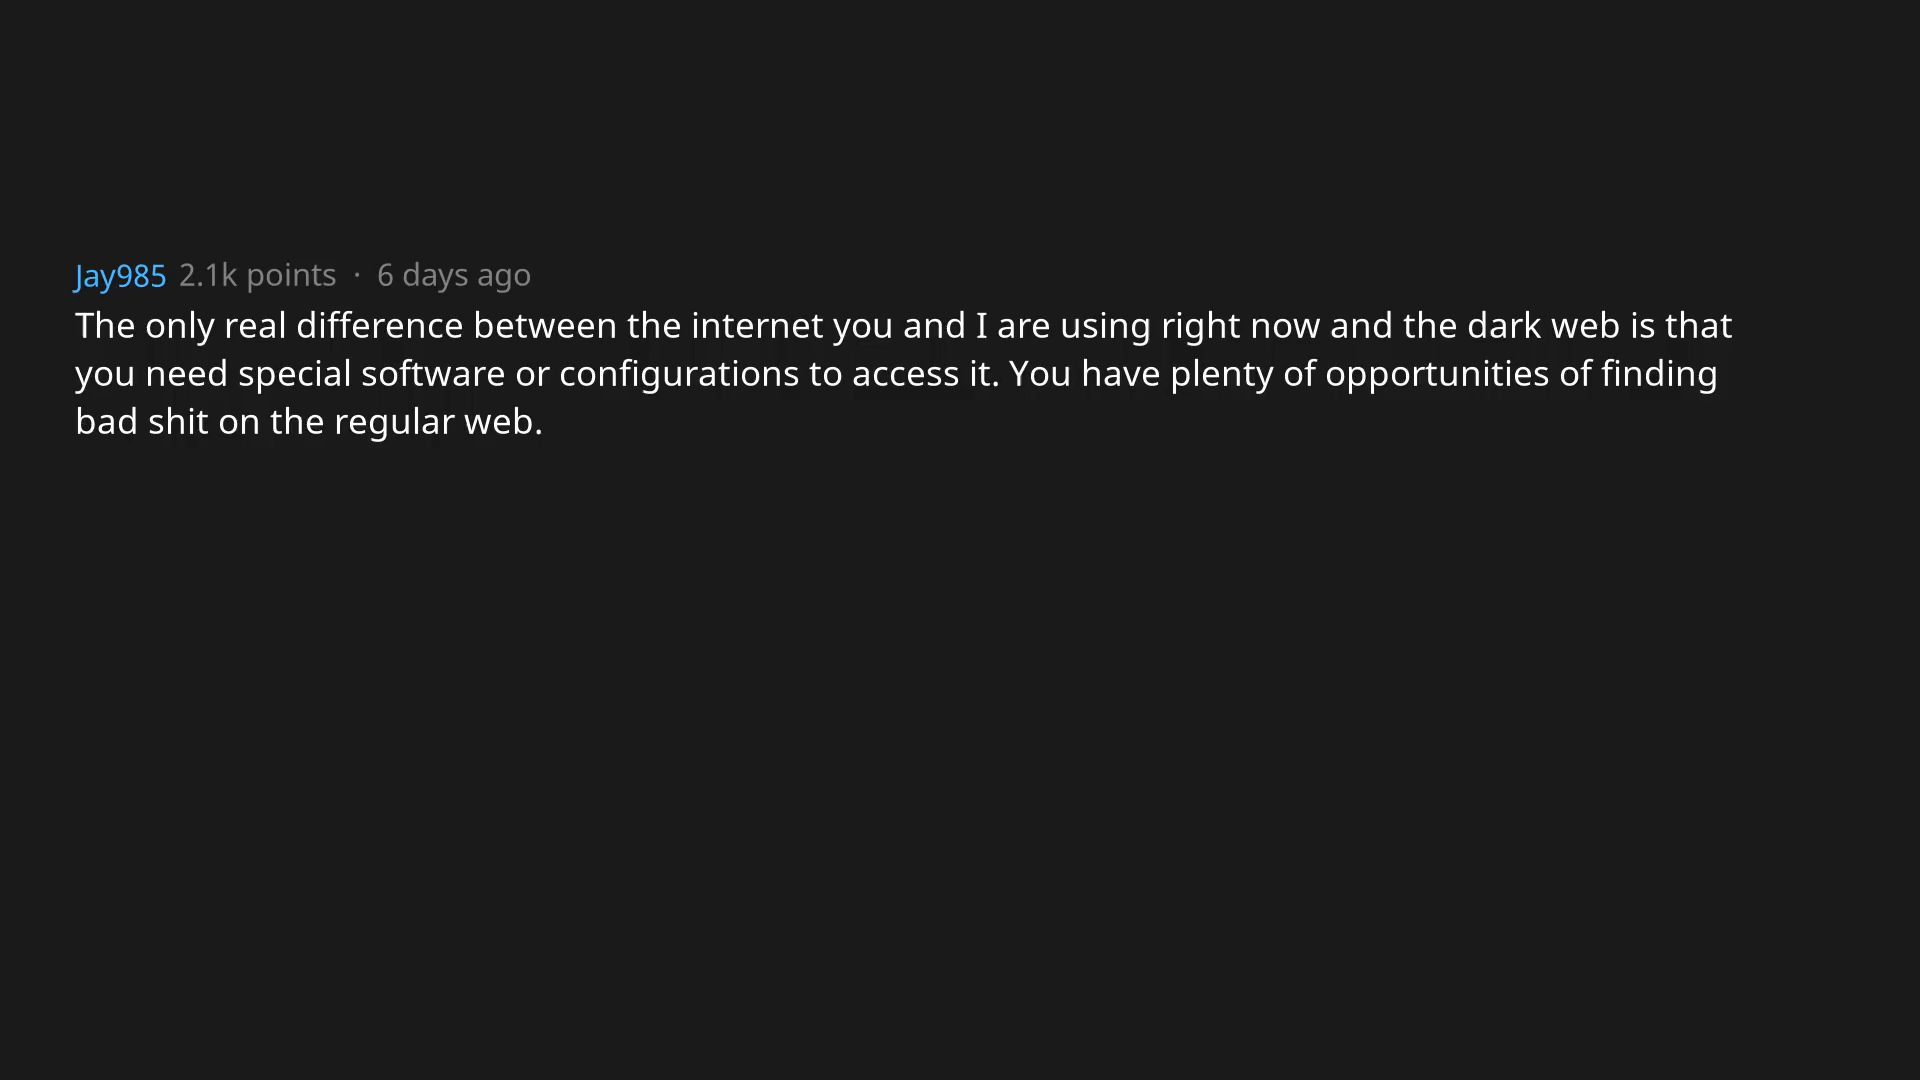 Jay985 2.1k points · 6 days ago
The only real difference between the internet you and I are using right now and the dark web is that
you need special software or configurations to access it. You have plenty of opportunities of finding
bad shit on the regular web.